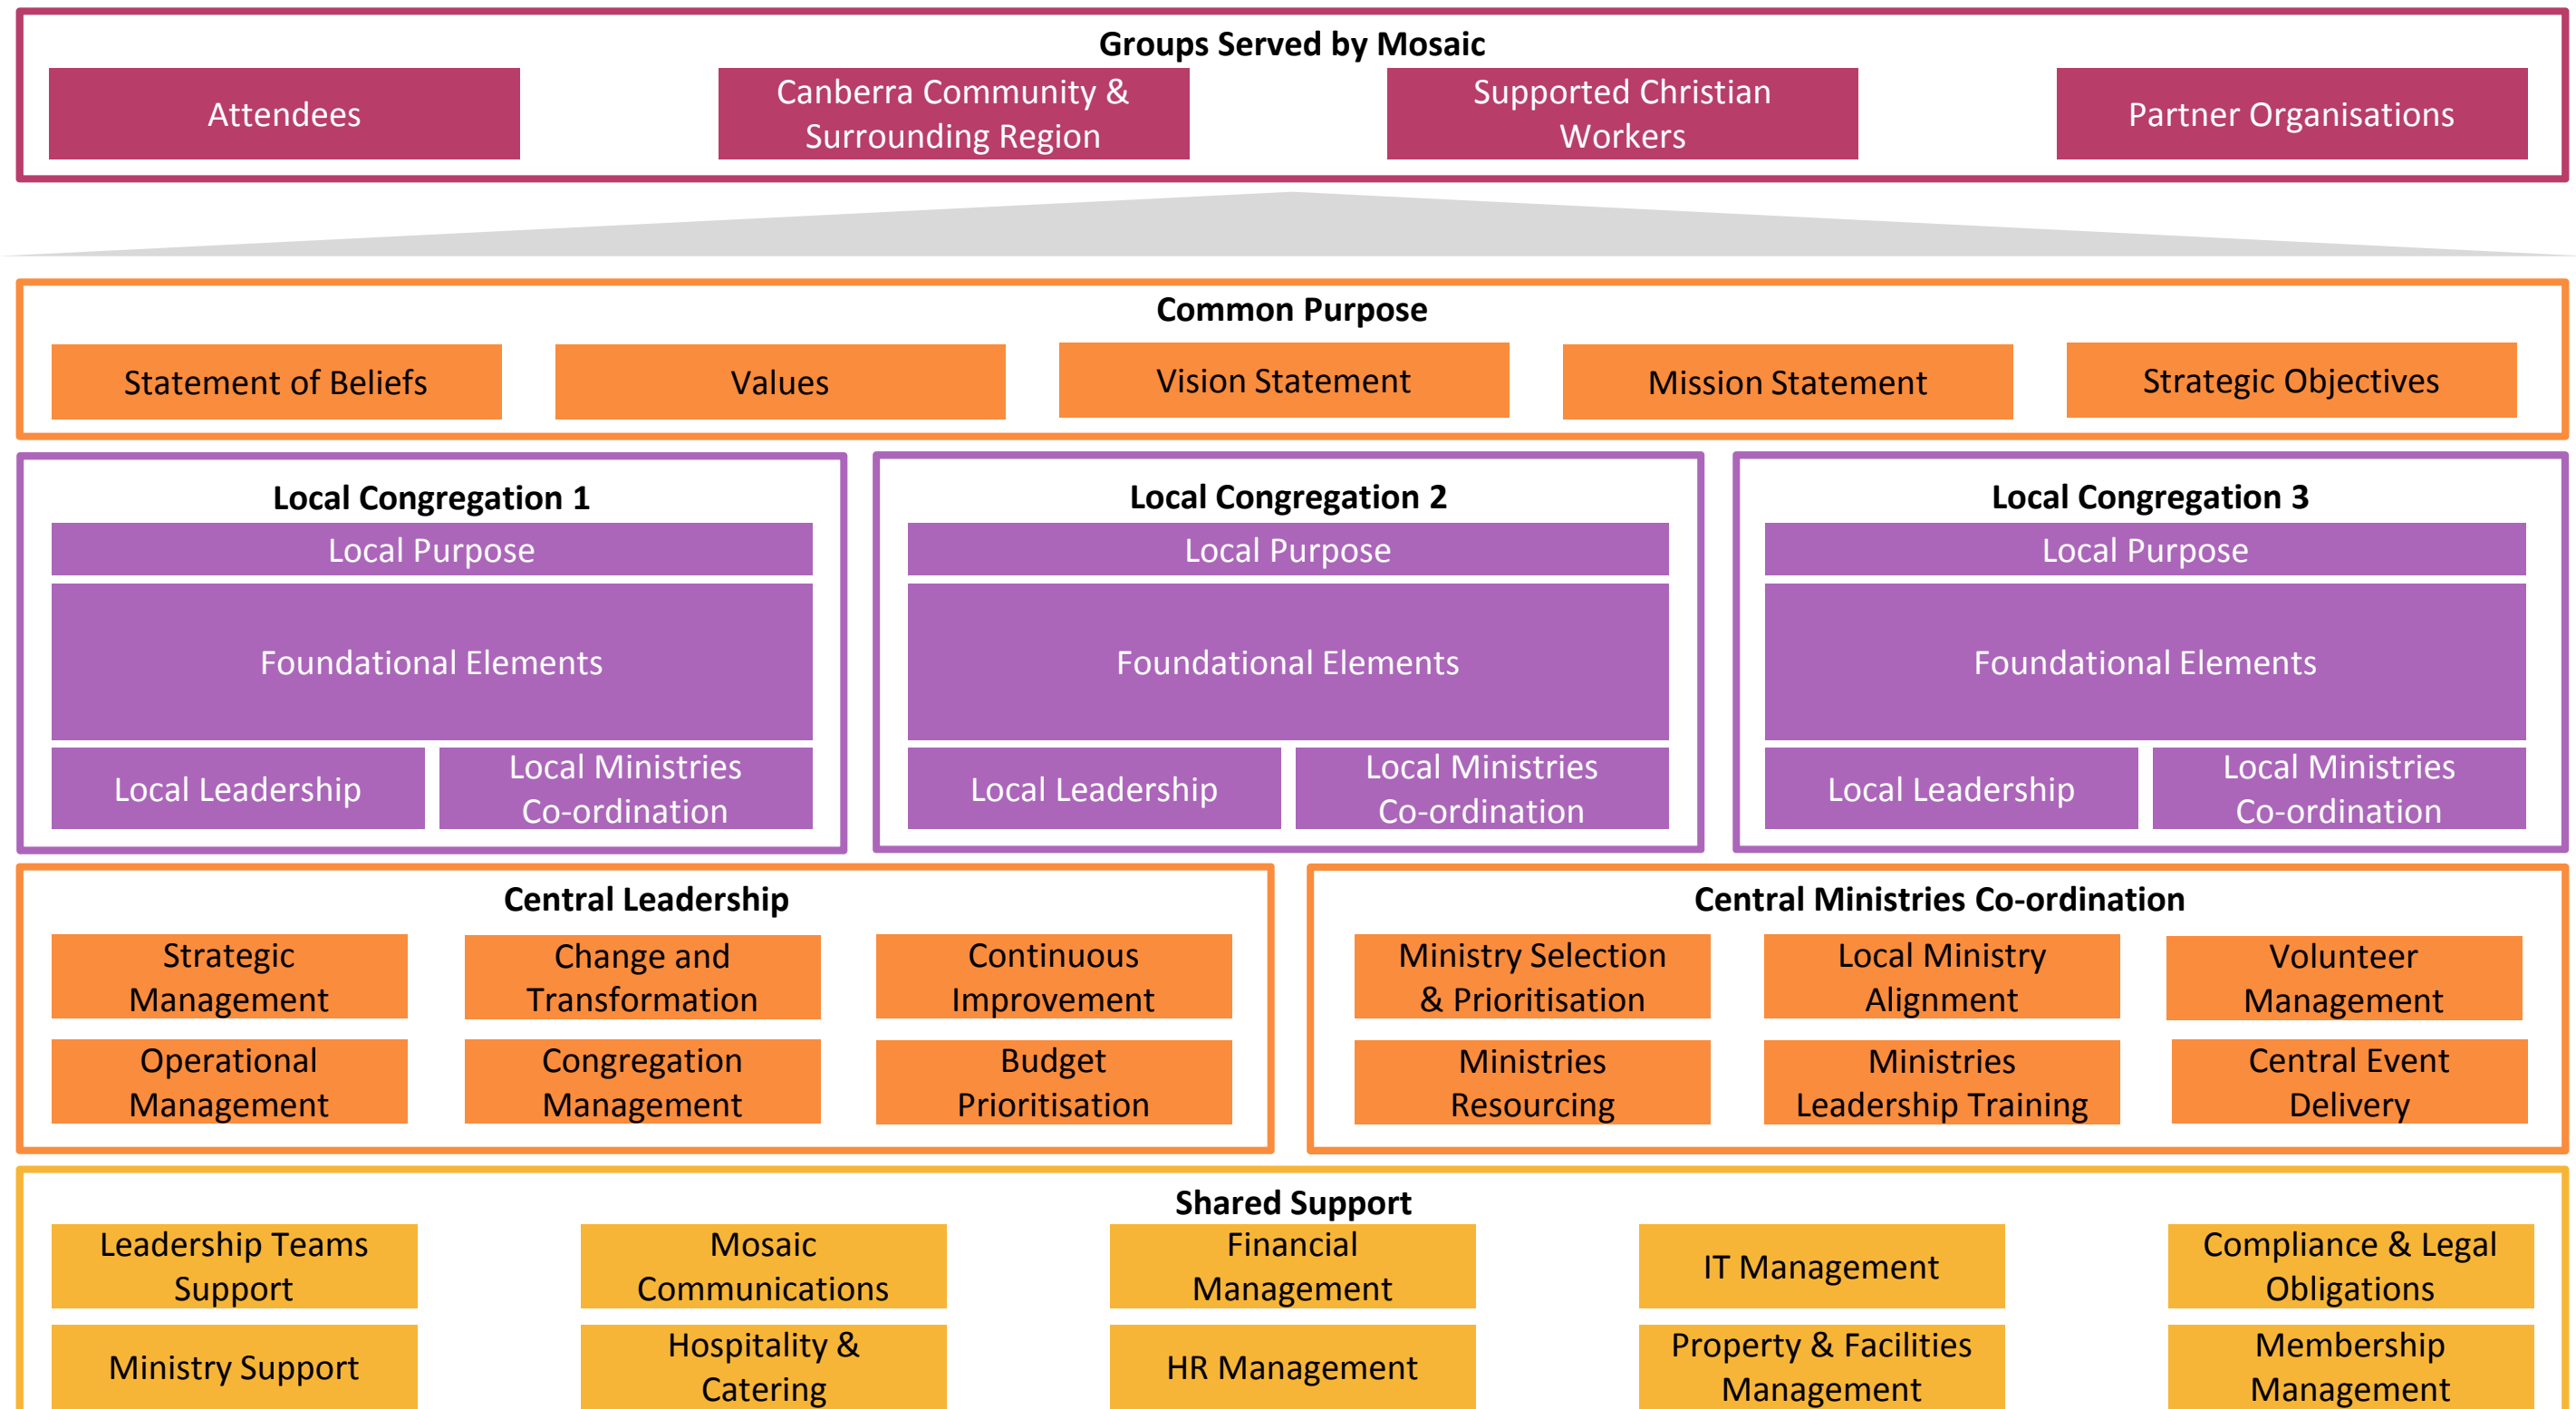 Groups Served by Mosaic
Attendees
Canberra Community &
Surrounding Region
Supported Christian
Workers
Partner Organisations
Common Purpose
Statement of Beliefs
Values
Vision Statement
Mission Statement
Strategic Objectives
Local Congregation 1
Local Purpose
Foundational Elements
Local Leadership
Local Ministries
Co-ordination
Local Congregation 2
Local Purpose
Foundational Elements
Local Leadership
Local Ministries
Co-ordination
Local Congregation 3
Local Purpose
Foundational Elements
Local Leadership
Local Ministries
Co-ordination
Central Leadership
Strategic
Management
Change and
Transformation
Continuous
Improvement
Operational
Management
Congregation
Management
Budget
Prioritisation
Central Ministries Co-ordination
Ministry Selection
& Prioritisation
Local Ministry
Alignment
Volunteer
Management
Ministries
Resourcing
Ministries
Leadership Training
Central Event
Delivery
Shared Support
Leadership Teams
Support
Mosaic
Communications
Financial
Management
IT Management
Compliance & Legal
Obligations
Ministry Support
Hospitality &
Catering
HR Management
Property & Facilities
Management
Membership
Management